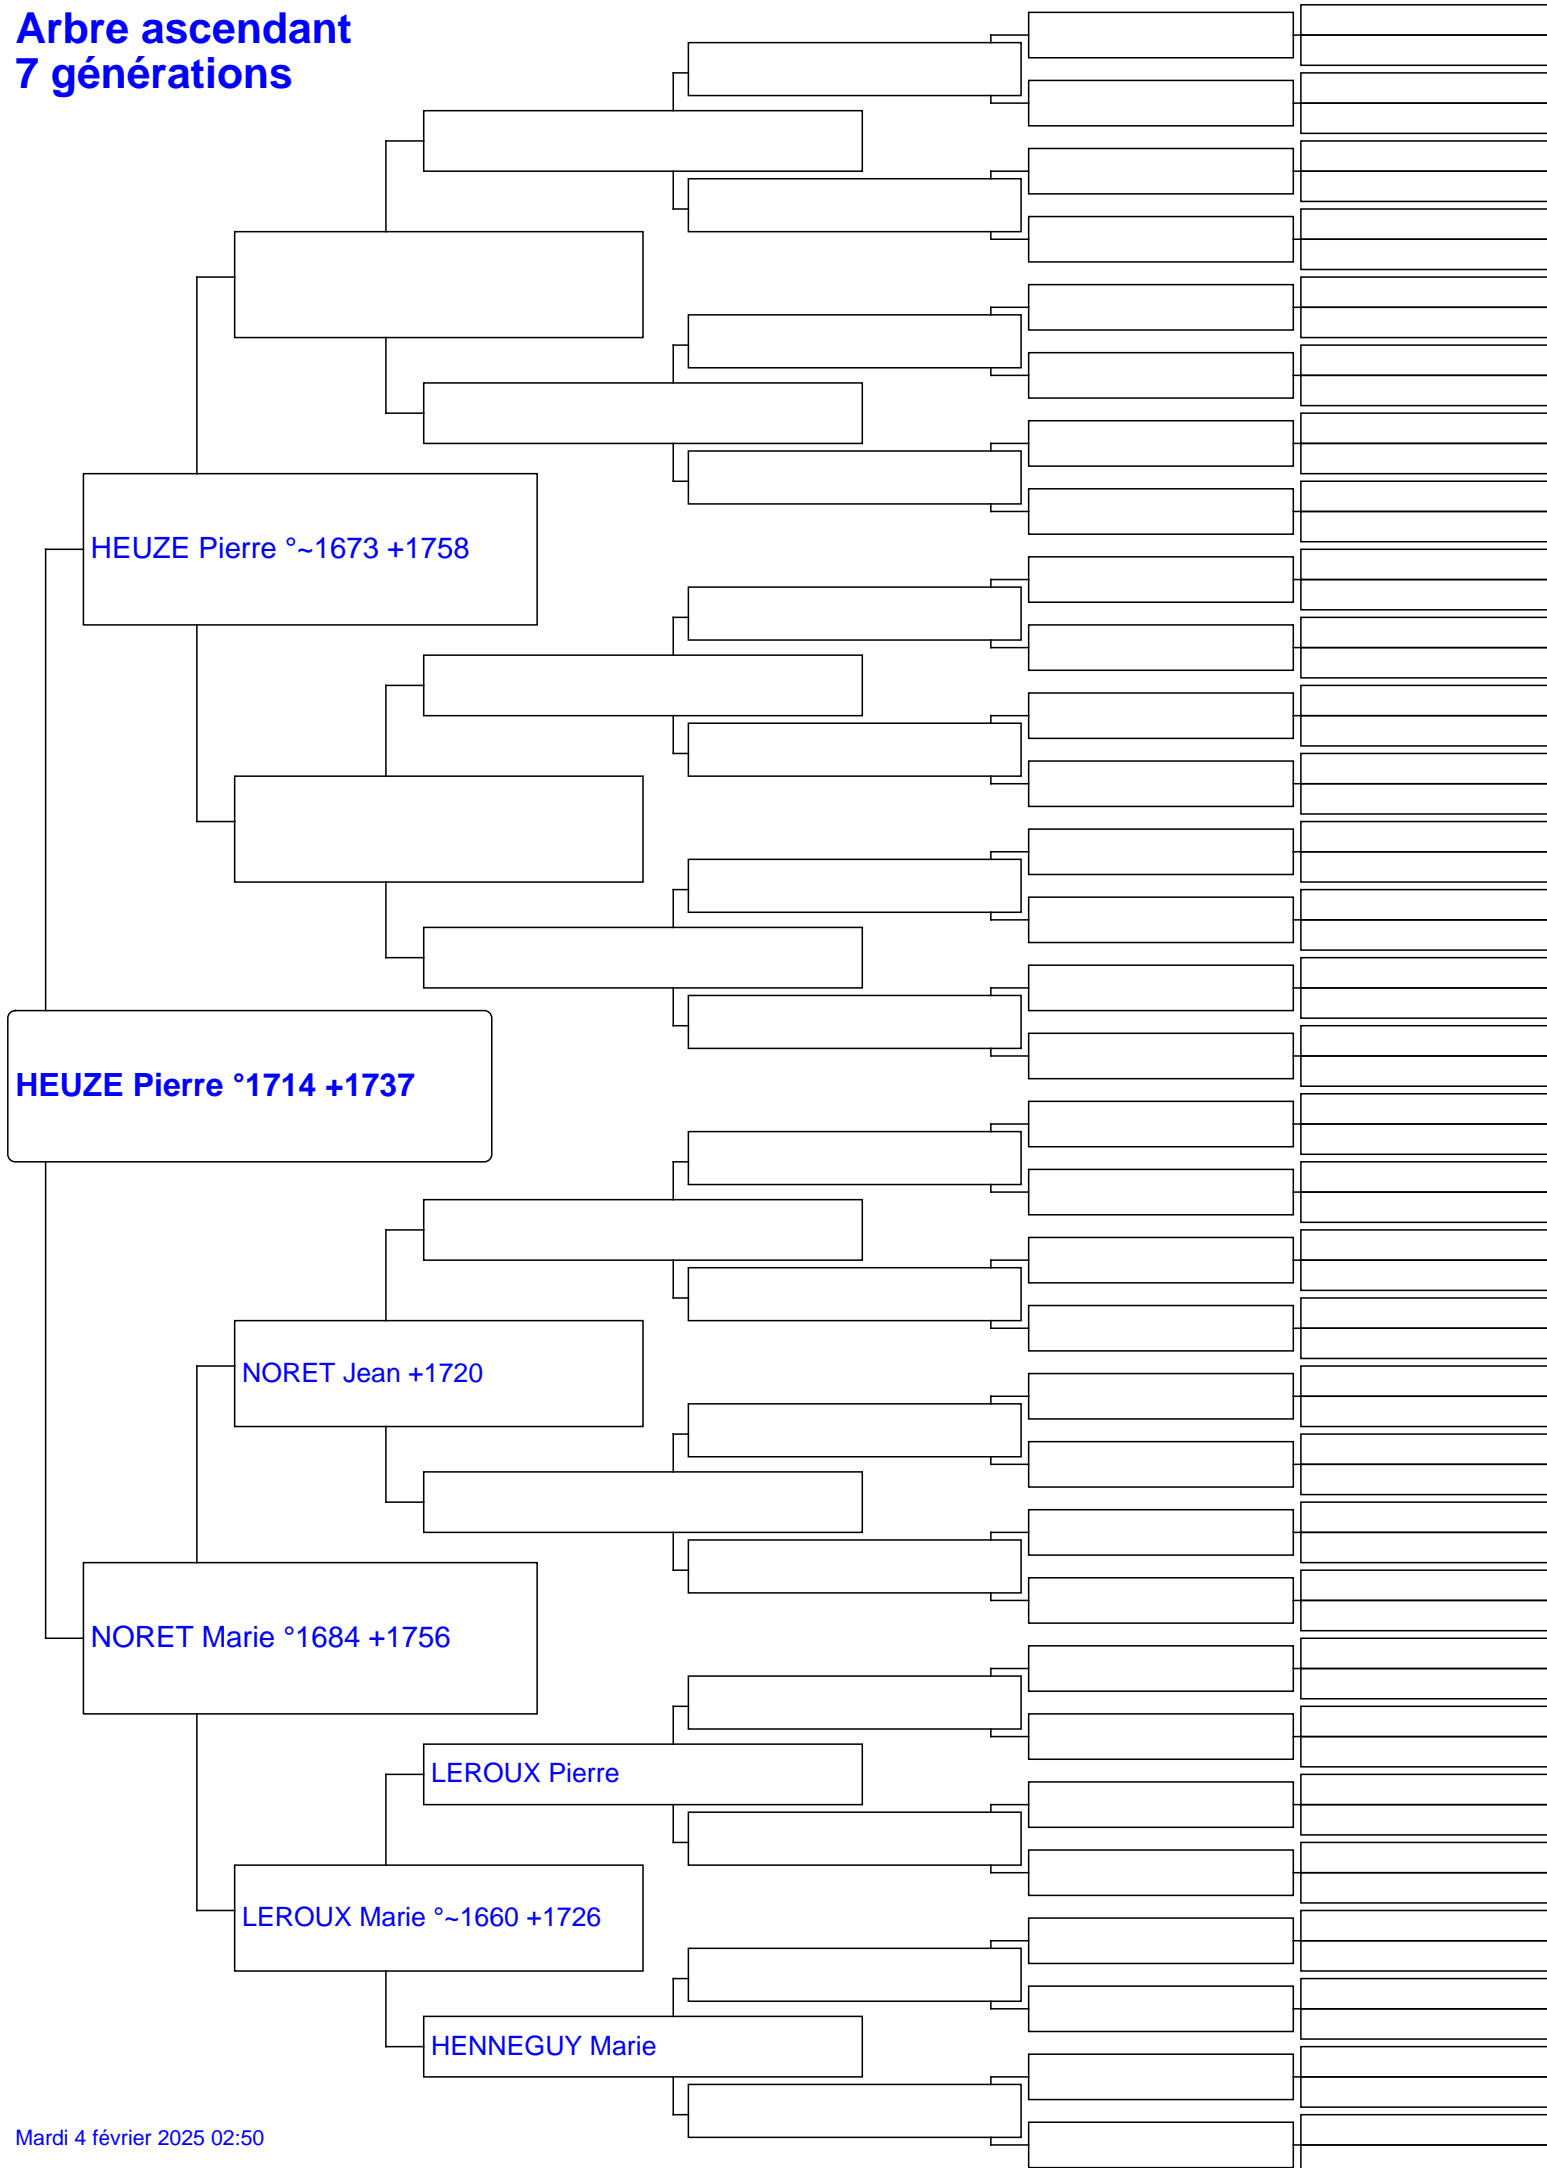 Arbre ascendant
7 générations
HEUZE Pierre °~1673 +1758
HEUZE Pierre °1714 +1737
NORET Jean +1720
NORET Marie °1684 +1756
LEROUX Pierre
LEROUX Marie °~1660 +1726
HENNEGUY Marie
Mardi 4 février 2025 02:50